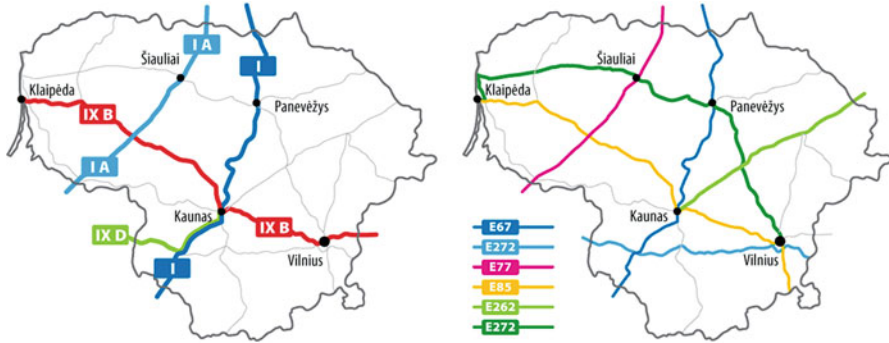 I A
I
Šiauliai
Klaipėda
Panevėžys
IX B
I A
Kaunas
IX B
IX D
Vilnius
I
Šiauliai
Klaipėda
Panevėžys
Kaunas
Vilnius
E67
E272
E77
E85
E262
E272